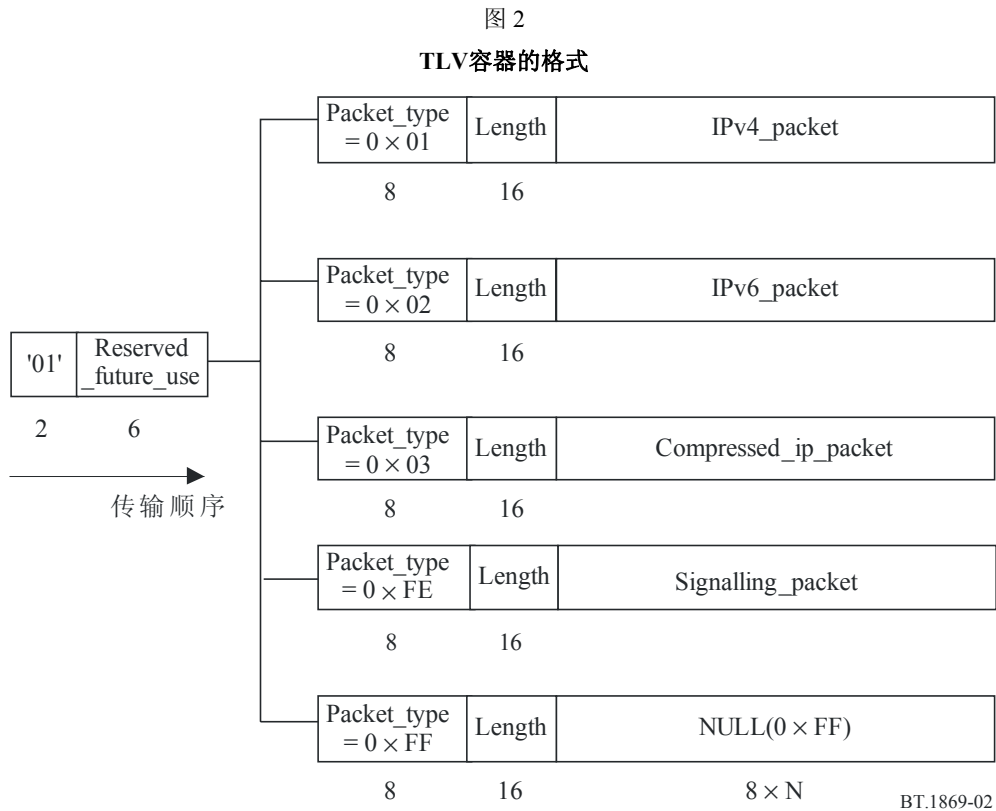 图 2
TLV容器的格式
Packet_type
= 0 × 01
Length
IPv4_packet
8
16
Packet_type
= 0 × 02
Length
IPv6_packet
8
16
'01'
Reserved
_future_use
2
6
传输顺序
Packet_type
= 0 × 03
Length
Compressed_ip_packet
8
16
Packet_type
= 0 × FE
Length
Signalling_packet
8
16
Packet_type
= 0 × FF
Length
NULL(0 × FF)
8
16
8 × N
BT.1869-02